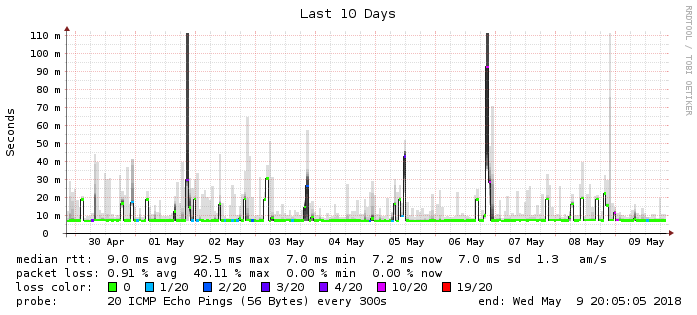 Last 10 Days
RRDTOOL / TOBI OETIKER
Seconds
110 m
100 m
90 m
80 m
70 m
60 m
50 m
40 m
30 m
20 m
10 m
0
30 Apr 01 May 02 May 03 May 04 May 05 May 06 May 07 May 08 May 09 May
median rtt: 9.0 ms avg 92.5 ms max 7.0 ms min 7.2 ms now 7.0 ms sd 1.3 am/s
packet loss: 0.91 % avg 40.11 % max 0.00 % min 0.00 % now
loss color: 0 1/20 2/20 3/20 4/20 10/20 19/20
probe: 20 ICMP Echo Pings (56 Bytes) every 300s end: Wed May 9 20:05:05 2018